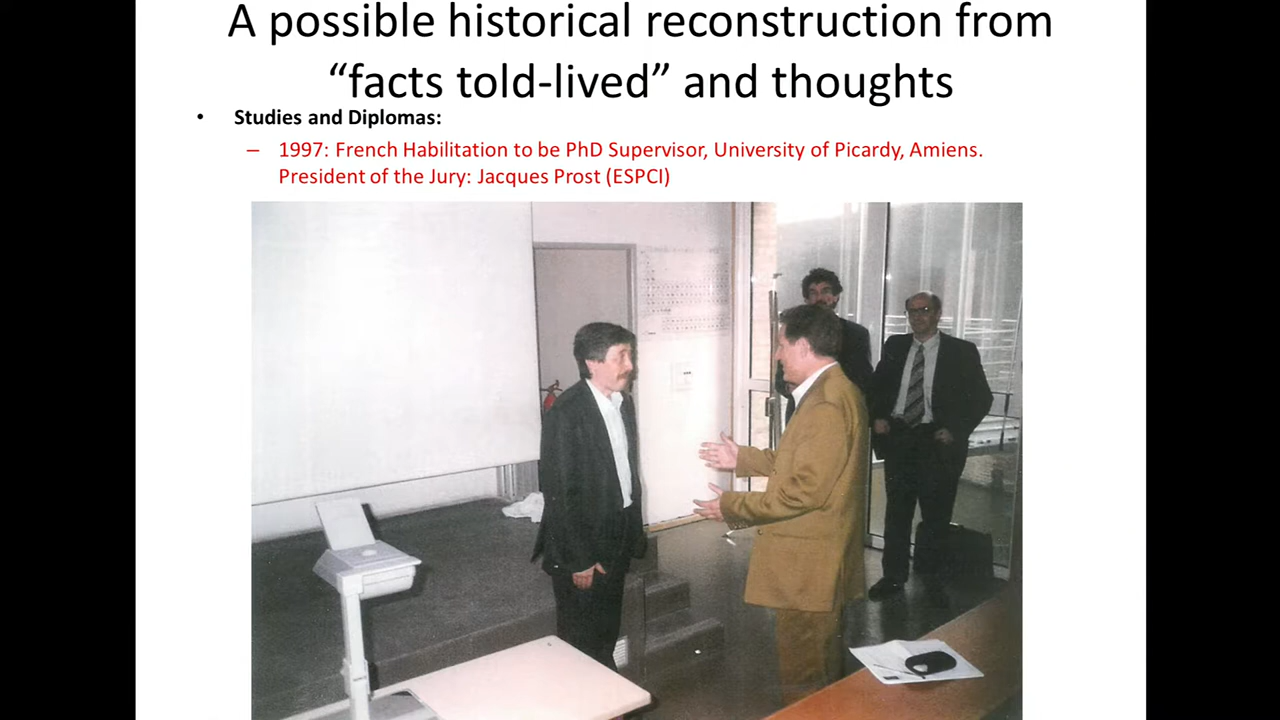 A possible historical reconstruction from
“facts told-lived” and thoughts
• Studies and Diplomas:
– 1997: French Habilitation to be PhD Supervisor, University of Picardy, Amiens.
President of the Jury: Jacques Prost (ESPCI)